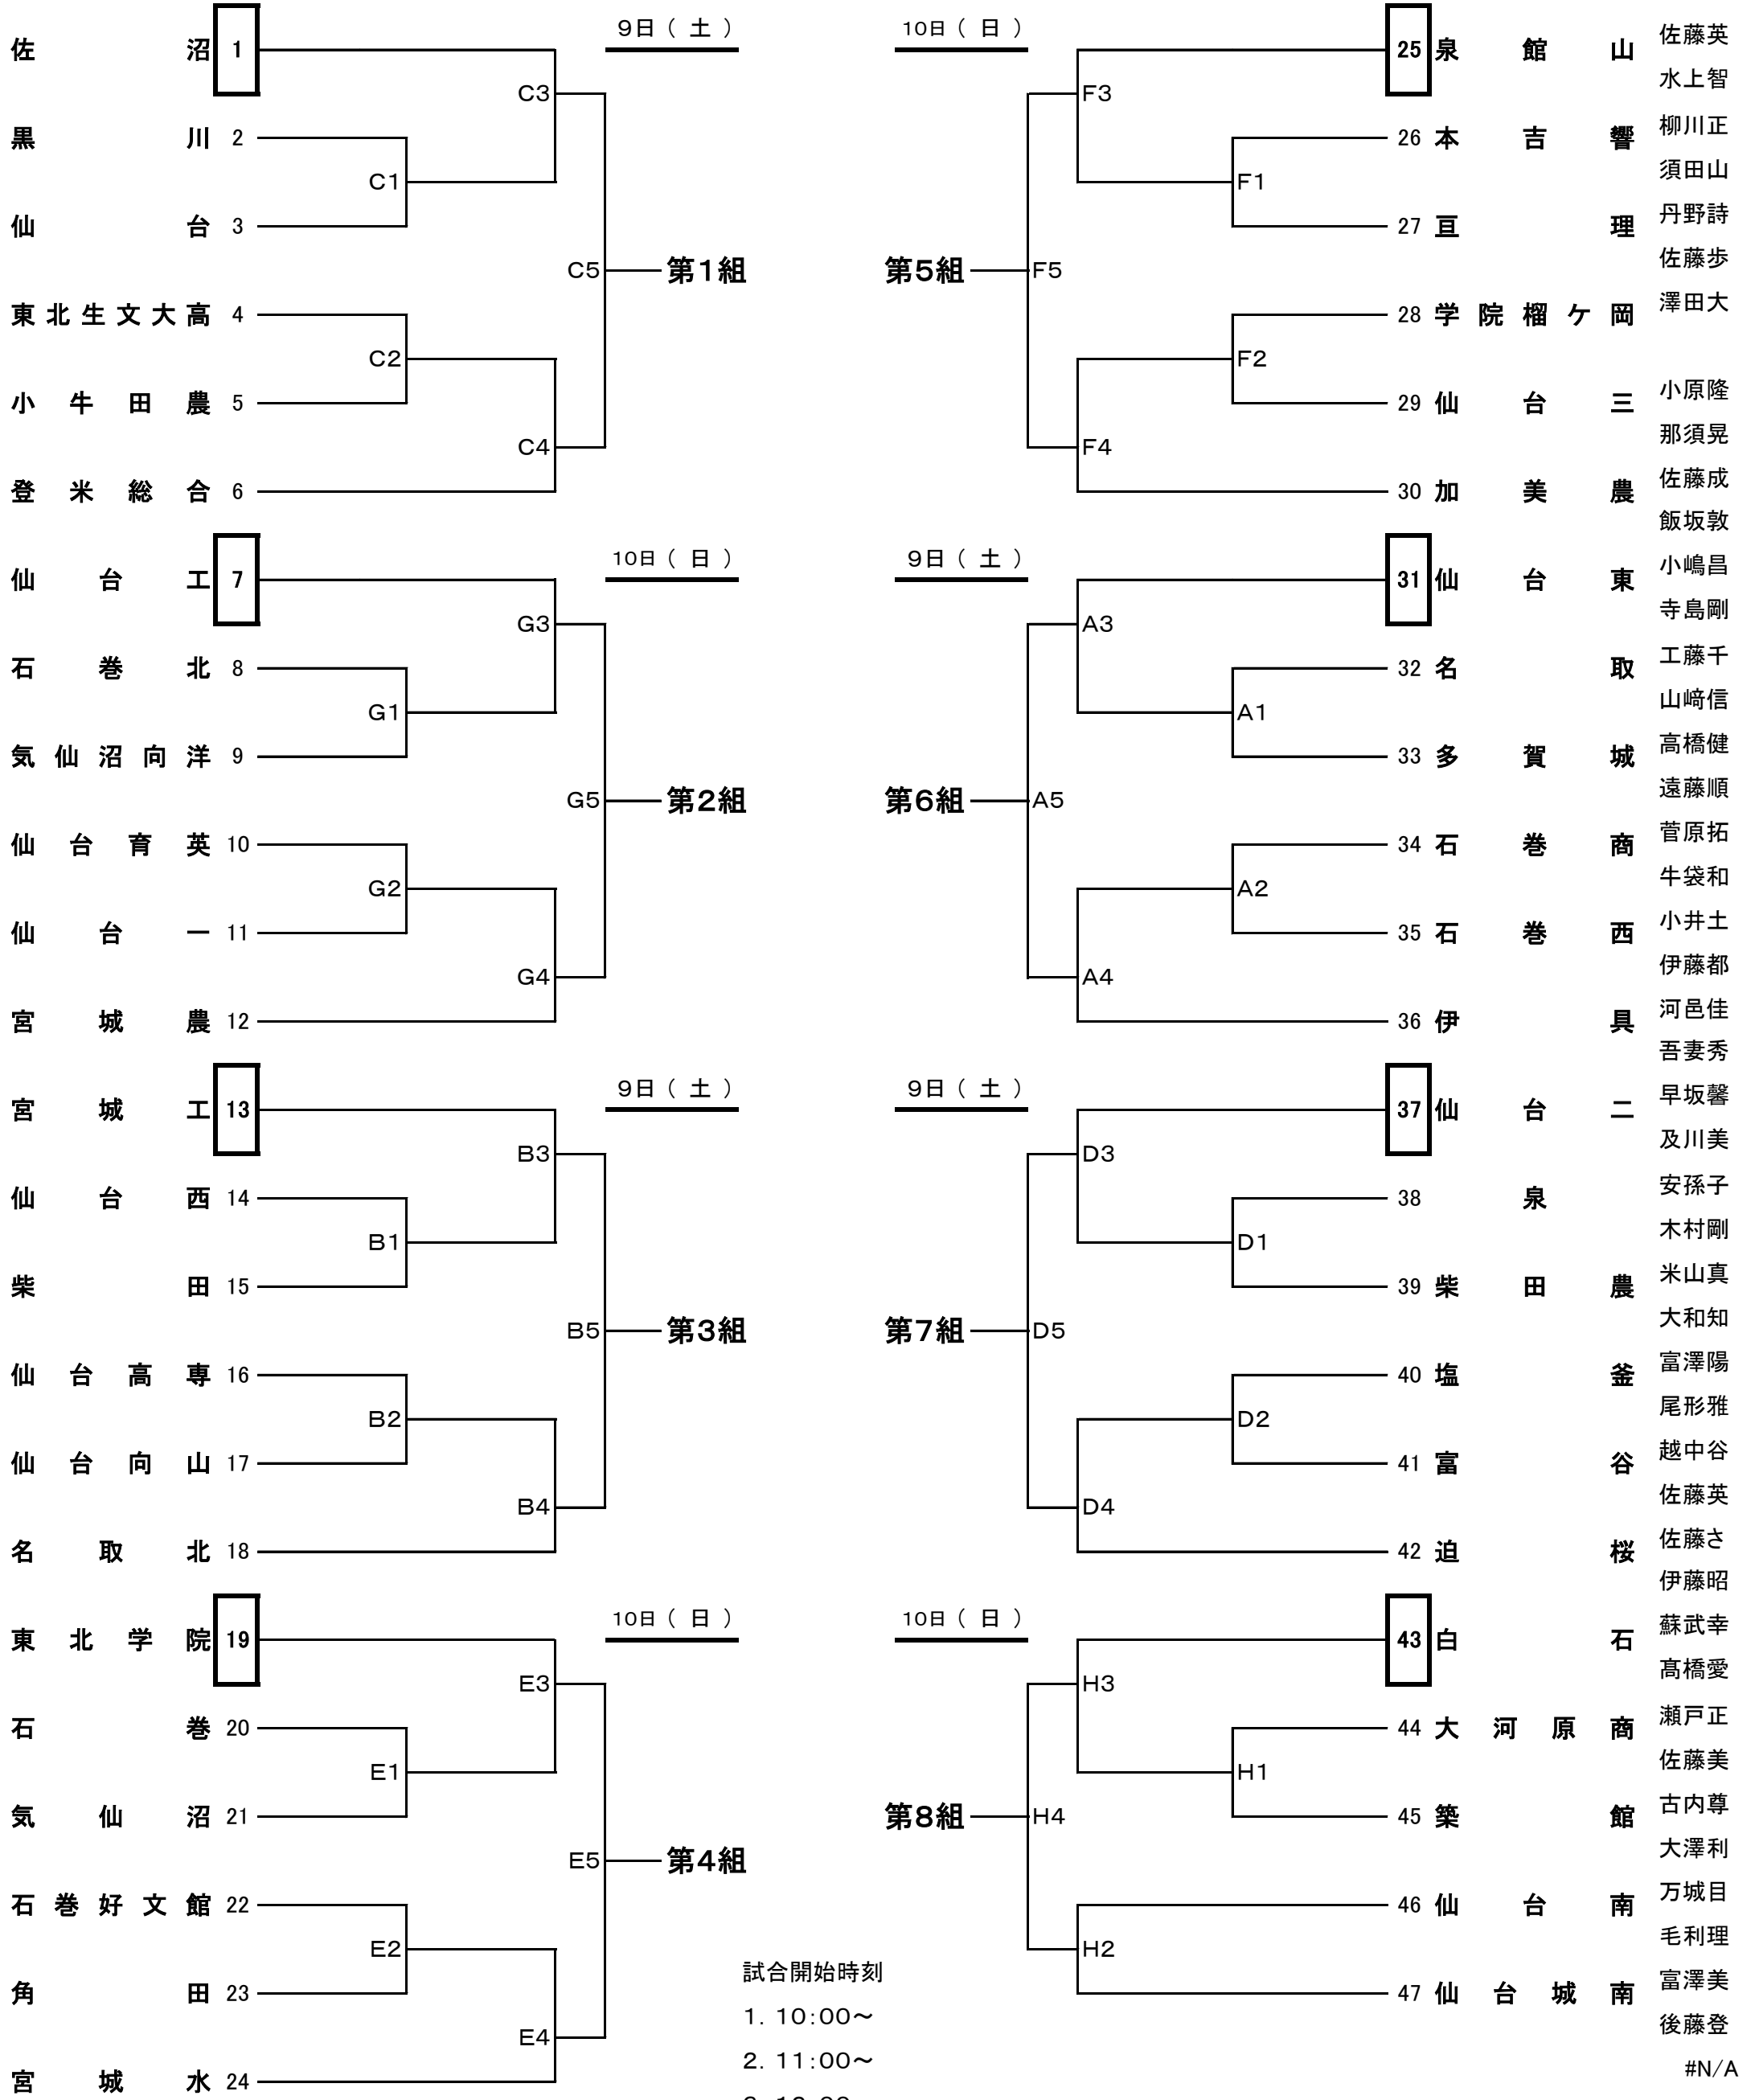 9日（ 土 ）
佐沼 1
C3
黒川 2
C1
仙台 3
C5 第1組
東北生文大高 4
C2
小牛田農 5
C4
登米総合 6
10日（ 日 ）
仙台工 7
G3
石巻北 8
G1
気仙沼向洋 9
G5 第2組
仙台育英 10
G2
仙台一 11
G4
宮城農 12
9日（ 土 ）
宮城工 13
B3
仙台西 14
B1
柴田 15
B5 第3組
仙台高専 16
B2
仙台向山 17
B4
名取北 18
10日（ 日 ）
東北学院 19
E3
石巻 20
E1
気仙沼 21
E5 第4組
石巻好文館 22
E2
角田 23
E4
宮城水 24
試合開始時刻
1. 10:00～
2. 11:00～
10日（ 日 ）
25 泉館山
F3
26 本吉響
F1
27 亘理
第5組 F5
28 学院榴ケ岡
F2
29 仙台三
F4
30 加美農
9日（ 土 ）
31 仙台東
A3
32 名取
A1
33 多賀城
第6組 A5
34 石巻商
A2
35 石巻西
A4
36 伊具
9日（ 土 ）
37 仙台二
D3
38 泉
D1
39 柴田農
第7組 D5
40 塩釜
D2
41 富谷
D4
42 迫桜
10日（ 日 ）
43 白石
H3
44 大河原商
H1
45 築館
第8組 H4
46 仙台南
H2
47 仙台城南
佐藤英
水上智
柳川正
須田山
丹野詩
佐藤歩
澤田大
小原隆
那須晃
佐藤成
飯坂敦
小嶋昌
寺島剛
工藤千
山﨑信
高橋健
遠藤順
菅原拓
牛袋和
小井土
伊藤都
河邑佳
吾妻秀
早坂馨
及川美
安孫子
木村剛
米山真
大和知
富澤陽
尾形雅
越中谷
佐藤英
佐藤さ
伊藤昭
蘇武幸
髙橋愛
瀬戸正
佐藤美
古内尊
大澤利
万城目
毛利理
富澤美
後藤登
#N/A